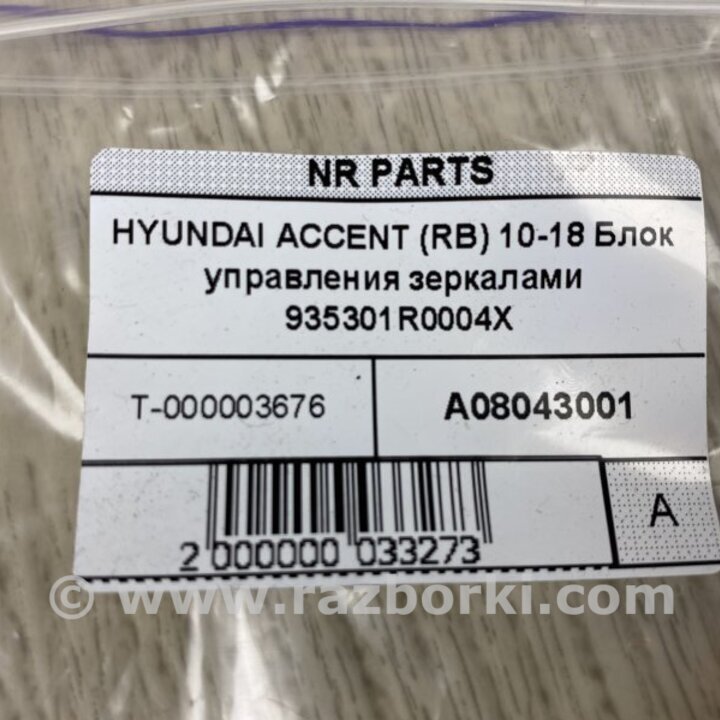 NR PARTS
HYUNDAI ACCENT (RB) 10-18 Блок
управления зеркалами
935301R0004X
T-000003676
A08043001
A
2 000000 033273
© www.razborki.com